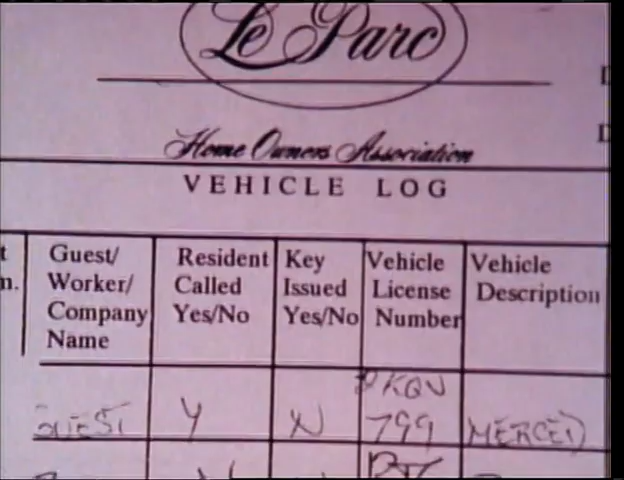 Le Parc
Home Owners Association
VEHICLE LOG
Guest/ Worker/ Company Name
Resident Called Yes/No
Key Issued Yes/No
Vehicle License Number
Vehicle Description
GUEST Y N 799 MERCED